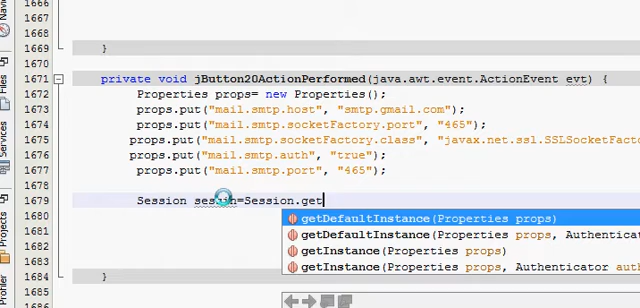 1666
1667
1668
1669 }
1670
1671 private void jButton20ActionPerformed(java.awt.event.ActionEvent evt) {
1672 Properties props= new Properties();
1673 props.put("mail.smtp.host", "smtp.gmail.com");
1674 props.put("mail.smtp.socketFactory.port", "465");
1675 props.put("mail.smtp.socketFactory.class", "javax.net.ssl.SSLSocketFacto
1676 props.put("mail.smtp.auth", "true");
1677 props.put("mail.smtp.port", "465");
1678
1679 Session Session.get
1680 getDefaultInstance(Properties props)
1681 getDefaultInstance(Properties props, Authentica
1682 getInstance(Properties props)
1683 getInstance(Properties props, Authenticator aut
1684 }
Files
Services
Projects
Profiler